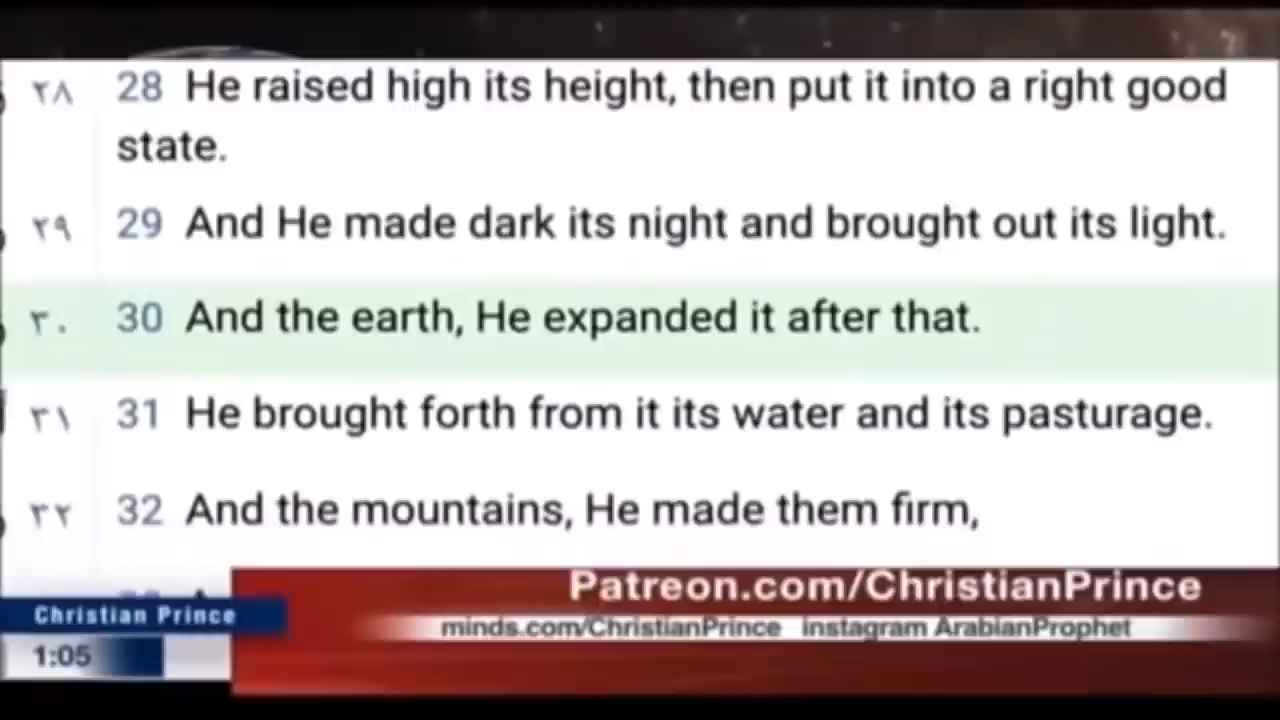 ٢٨ 28 He raised high its height, then put it into a right good
state.
٢٩ 29 And He made dark its night and brought out its light.
٣٠ 30 And the earth, He expanded it after that.
٣١ 31 He brought forth from it its water and its pasturage.
٣٢ 32 And the mountains, He made them firm,
Patreon.com/ChristianPrince
Christian Prince
minds.com/ChristianPrince instagram ArabianProphet
1:05